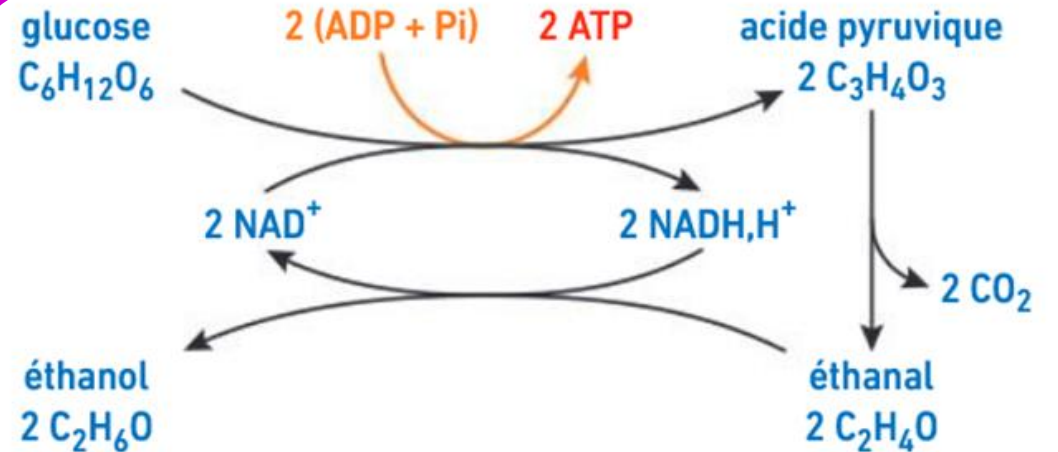 glucose
C₆H₁₂O₆
2 (ADP + Pi)
2 ATP
acide pyruvique
2 C₃H₄O₃
2 NAD⁺
2 NADH,H⁺
2 CO₂
éthanol
2 C₂H₆O
éthanal
2 C₂H₄O